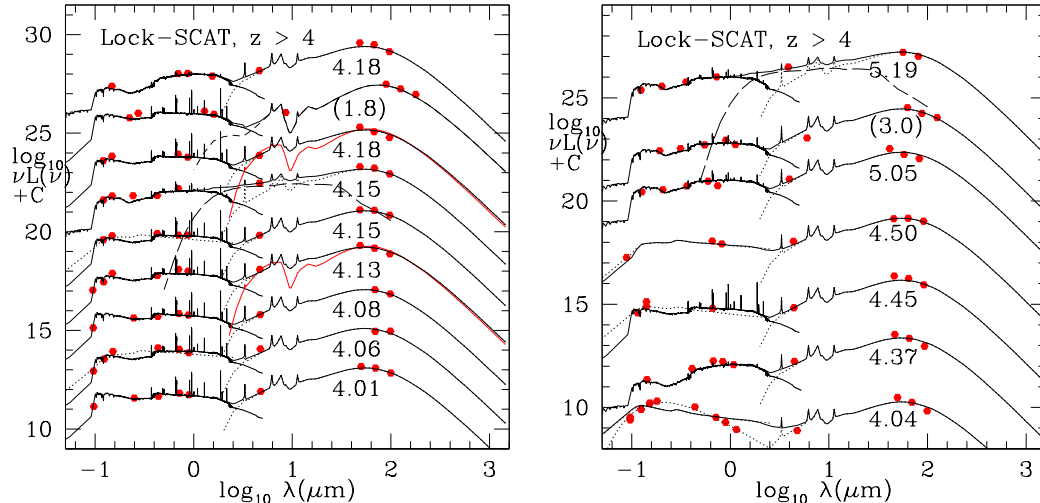 Lock−SCAT, z > 4
30
25
20
15
10
log₁₀
νL(ν)
+C
4.18
(1.8)
4.18
4.15
4.15
4.13
4.08
4.06
4.01
−1 0 1 2 3
log₁₀ λ(μm)
Lock−SCAT, z > 4
30
25
20
15
10
log₁₀
νL(ν)
+C
5.19
(3.0)
5.05
4.50
4.45
4.37
4.04
−1 0 1 2 3
log₁₀ λ(μm)